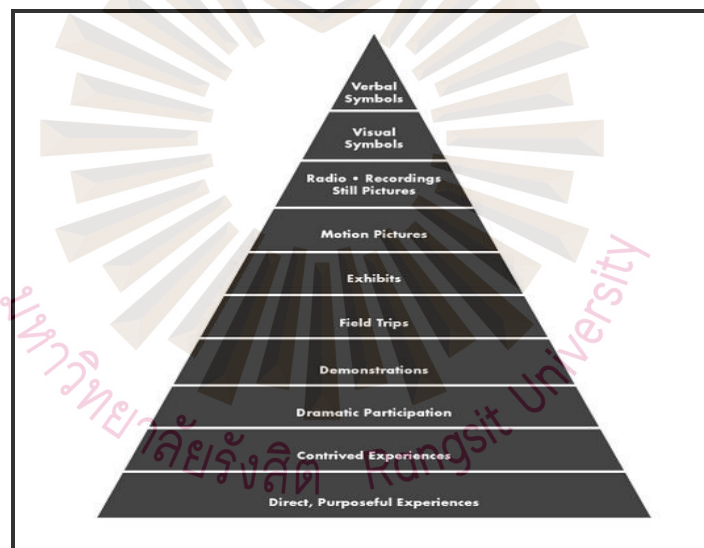 Verbal
Symbols
Visual
Symbols
Radio • Recordings
Still Pictures
Motion Pictures
Exhibits
Field Trips
Demonstrations
Dramatic Participation
Contrived Experiences
Direct, Purposeful Experiences
มหาวิทยาลัยรังสิต Rangsit University